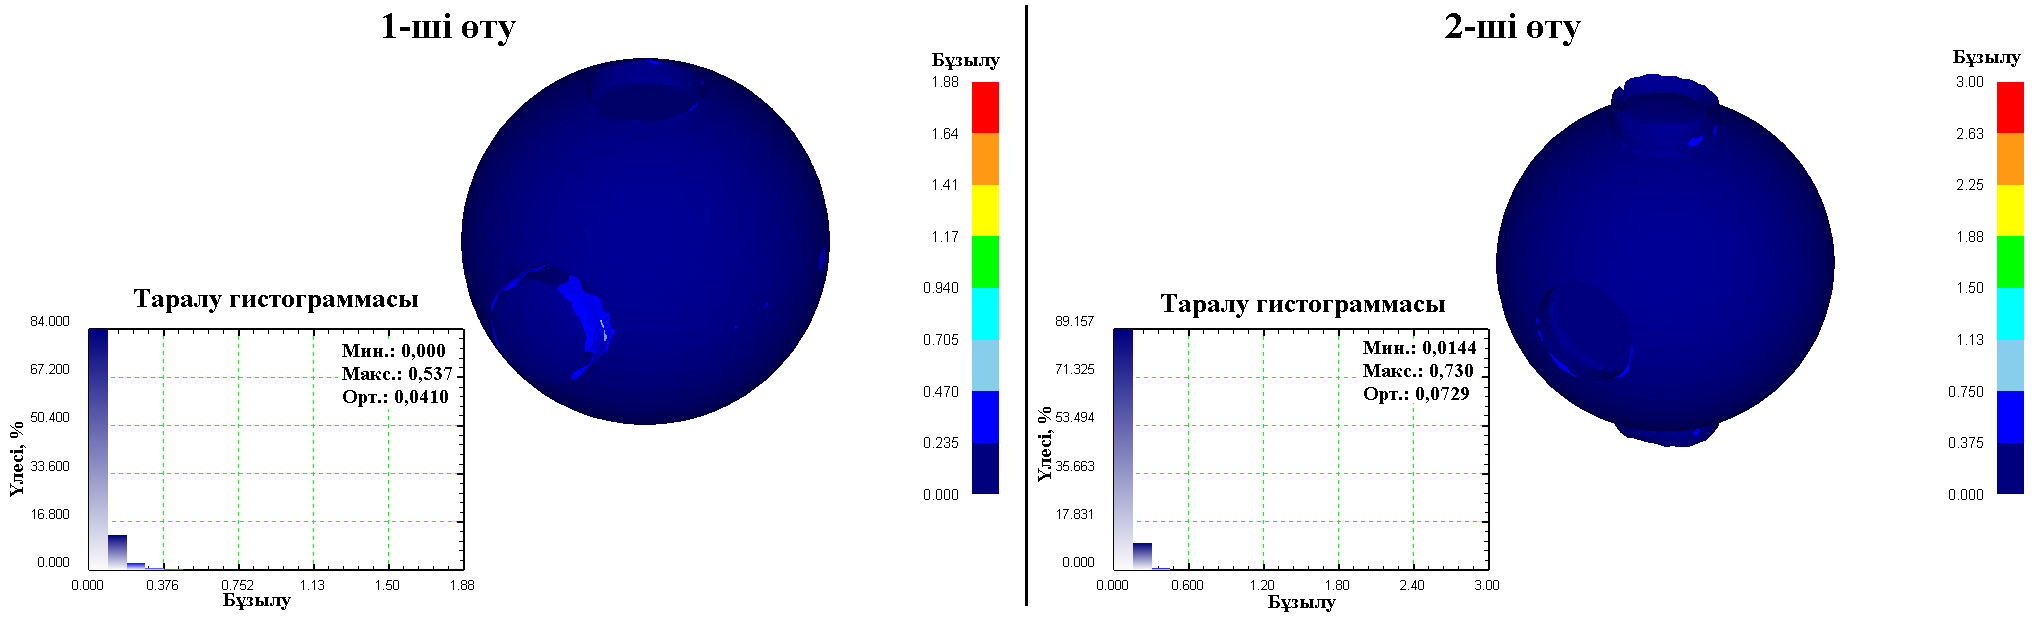 1-ші өту
Бұзылу
1.88
1.64
1.41
1.17
0.940
0.705
0.470
0.235
0.000
Таралу гистограммасы
84.000
67.200
50.400
33.600
16.800
0.000
Үлесі, %
Мин.: 0,000
Макс.: 0,537
Орт.: 0,0410
0.000 0.376 0.752 1.13 1.50 1.88
Бұзылу
2-ші өту
Бұзылу
3.00
2.63
2.25
1.88
1.50
1.13
0.750
0.375
0.000
Таралу гистограммасы
89.157
71.325
53.494
35.663
17.831
0.000
Үлесі, %
Мин.: 0,0144
Макс.: 0,730
Орт.: 0,0729
0.000 0.600 1.20 1.80 2.40 3.00
Бұзылу